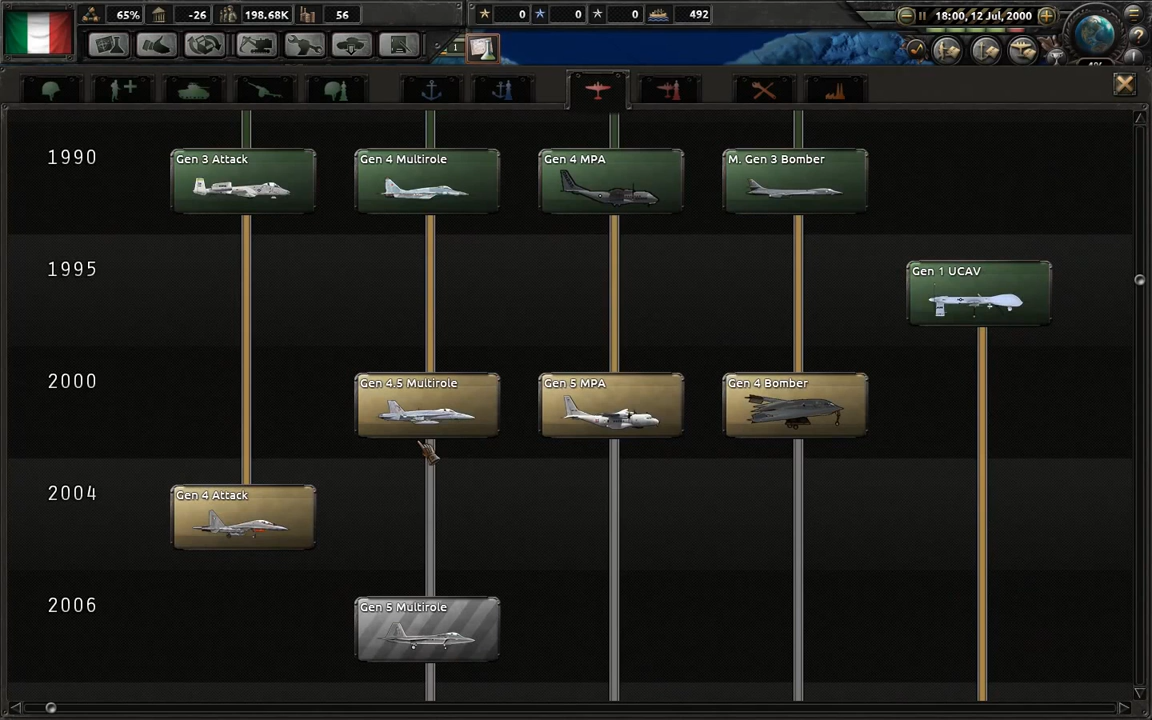 65% -26 198.68K 56 0 0 0 492 18:00, 12 Jul, 2000
1
1990
Gen 3 Attack
Gen 4 Multirole
Gen 4 MPA
M. Gen 3 Bomber
1995
Gen 1 UCAV
2000
Gen 4.5 Multirole
Gen 5 MPA
Gen 4 Bomber
2004
Gen 4 Attack
2006
Gen 5 Multirole